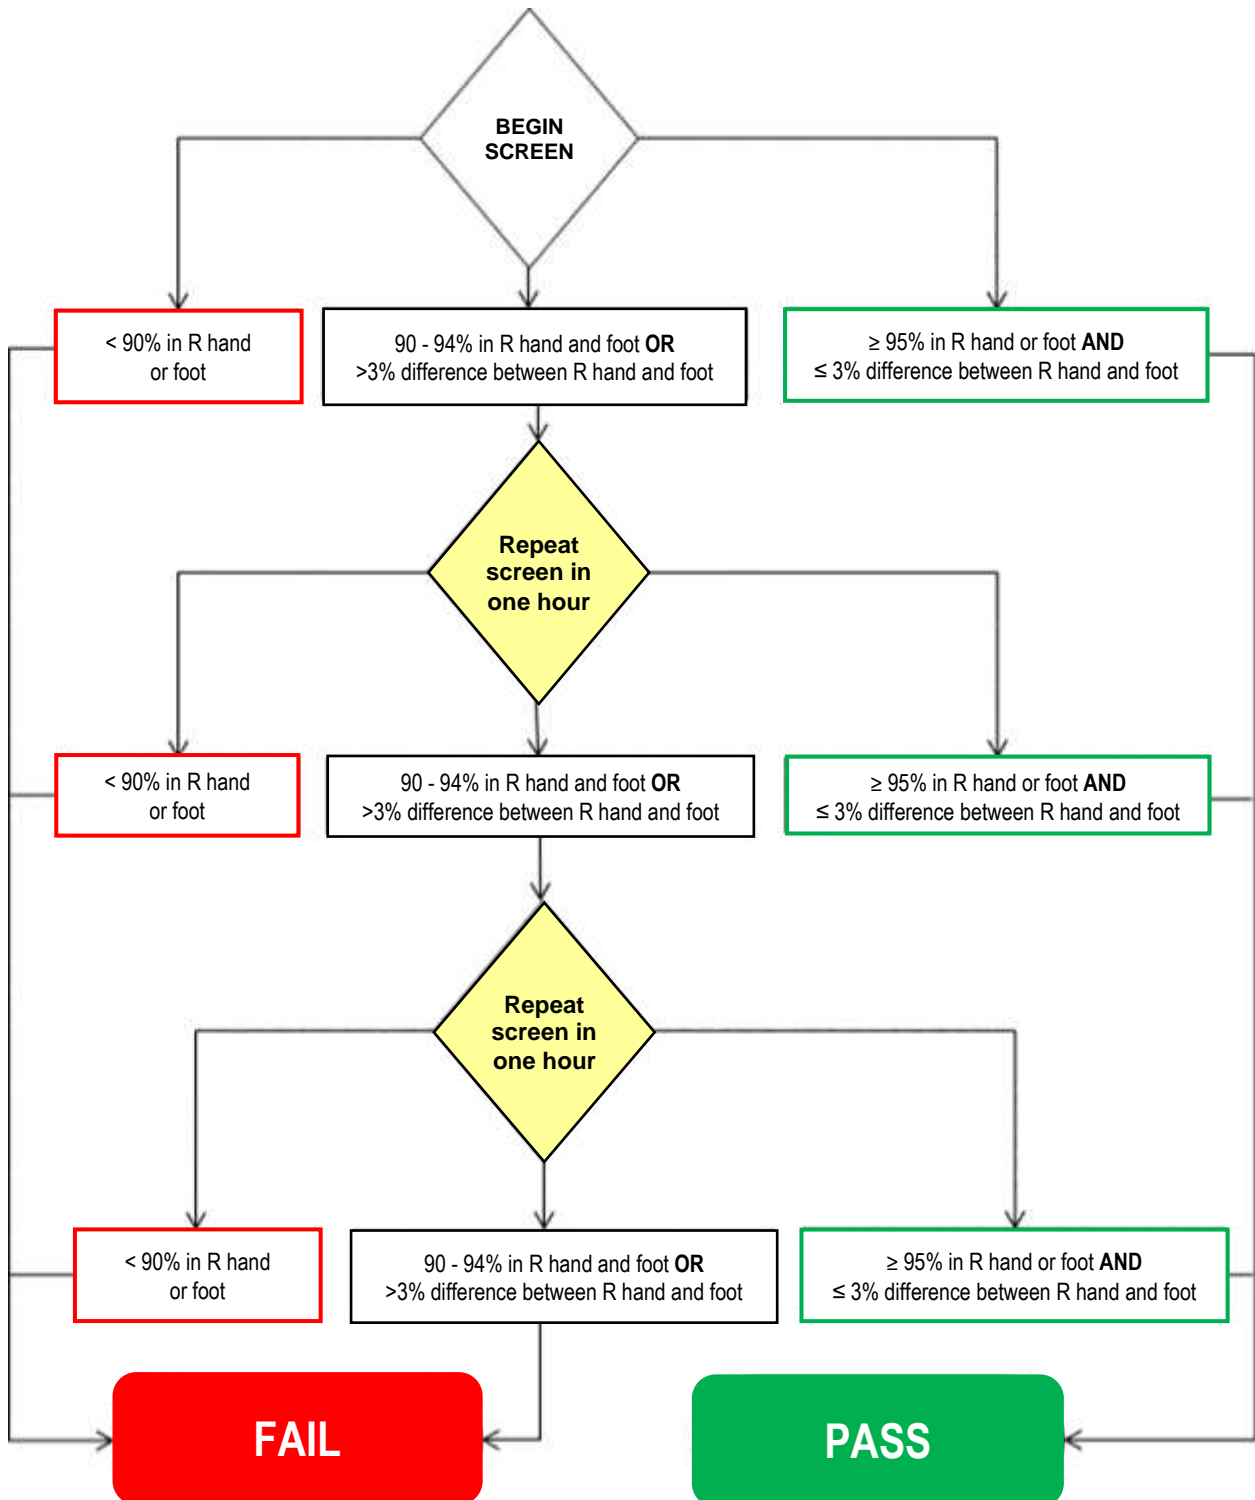 BEGIN
SCREEN
< 90% in R hand
or foot
90 - 94% in R hand and foot OR
>3% difference between R hand and foot
≥ 95% in R hand or foot AND
≤ 3% difference between R hand and foot
Repeat
screen in
one hour
< 90% in R hand
or foot
90 - 94% in R hand and foot OR
>3% difference between R hand and foot
≥ 95% in R hand or foot AND
≤ 3% difference between R hand and foot
Repeat
screen in
one hour
< 90% in R hand
or foot
90 - 94% in R hand and foot OR
>3% difference between R hand and foot
≥ 95% in R hand or foot AND
≤ 3% difference between R hand and foot
FAIL
PASS